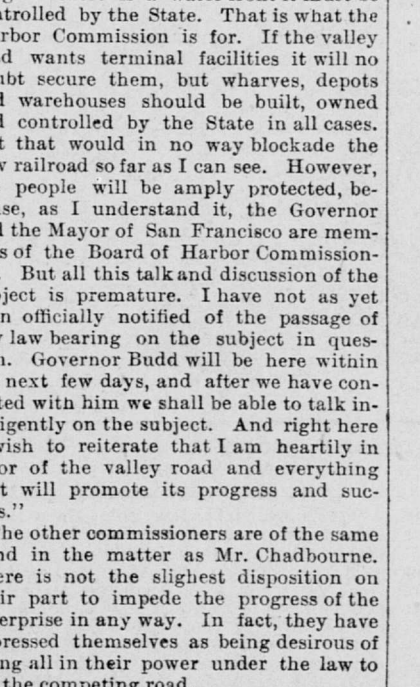 ntrolled by the State. That is what the
rbor Commission is for. If the valley
d wants terminal facilities it will no
ubt secure them, but wharves, depots
d warehouses should be built, owned
d controlled by the State in all cases.
t that would in no way blockade the
w railroad so far as I can see. However,
people will be amply protected, be-
se, as I understand it, the Governor
d the Mayor of San Francisco are mem-
s of the Board of Harbor Commission-
. But all this talk and discussion of the
ject is premature. I have not as yet
n officially notified of the passage of
y law bearing on the subject in ques-
n. Governor Budd will be here within
next few days, and after we have con-
ted with him we shall be able to talk in-
igently on the subject. And right here
wish to reiterate that I am heartily in
or of the valley road and everything
t will promote its progress and suc-
s."
he other commissioners are of the same
nd in the matter as Mr. Chadbourne.
ere is not the slighest disposition on
ir part to impede the progress of the
erprise in any way. In fact, they have
pressed themselves as being desirous of
ng all in their power under the law to
the competing road